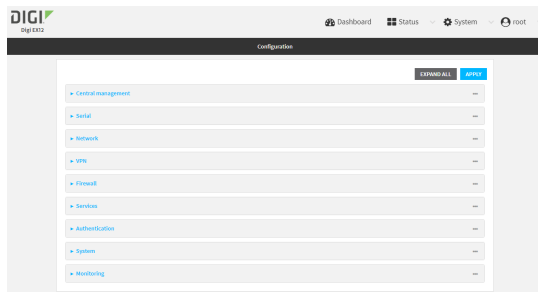 DIGI
Digi EX12
Dashboard
Status
System
root
Configuration
EXPAND ALL
APPLY
Central management
Serial
Network
VPN
Firewall
Services
Authentication
System
Monitoring